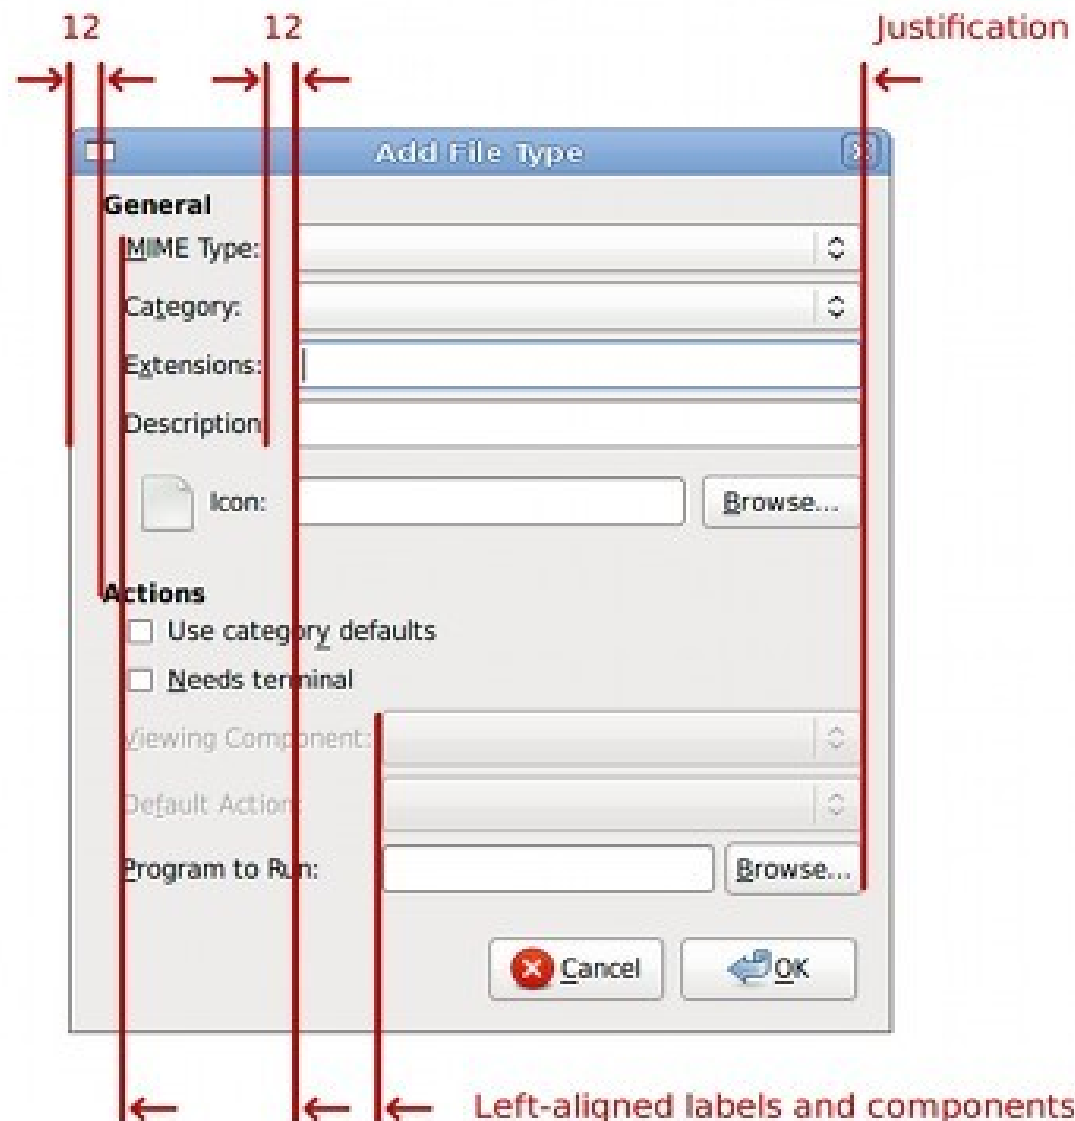 12 12 Justification
Add File Type
General
MIME Type:
Category:
Extensions:
Description
Icon: Browse...
Actions
Use category defaults
Needs terminal
Viewing Component:
Default Action:
Program to Run: Browse...
Cancel OK
Left-aligned labels and components